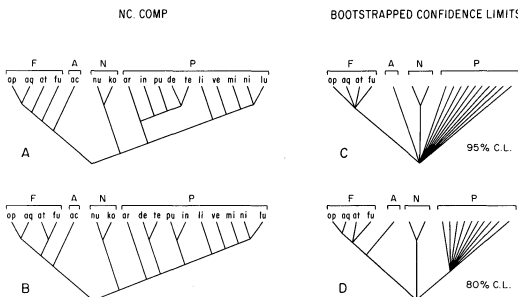 NC. COMP
BOOTSTRAPPED CONFIDENCE LIMITS
F A N P
op aq at fu ac nu ko ar in pu de te li ve mi ni lu
A
F A N P
op aq at fu
C
95% C.L.
F A N P
op aq at fu ac nu ko ar de te pu in li ve mi ni lu
B
F A N P
op aq at fu
D
80% C.L.